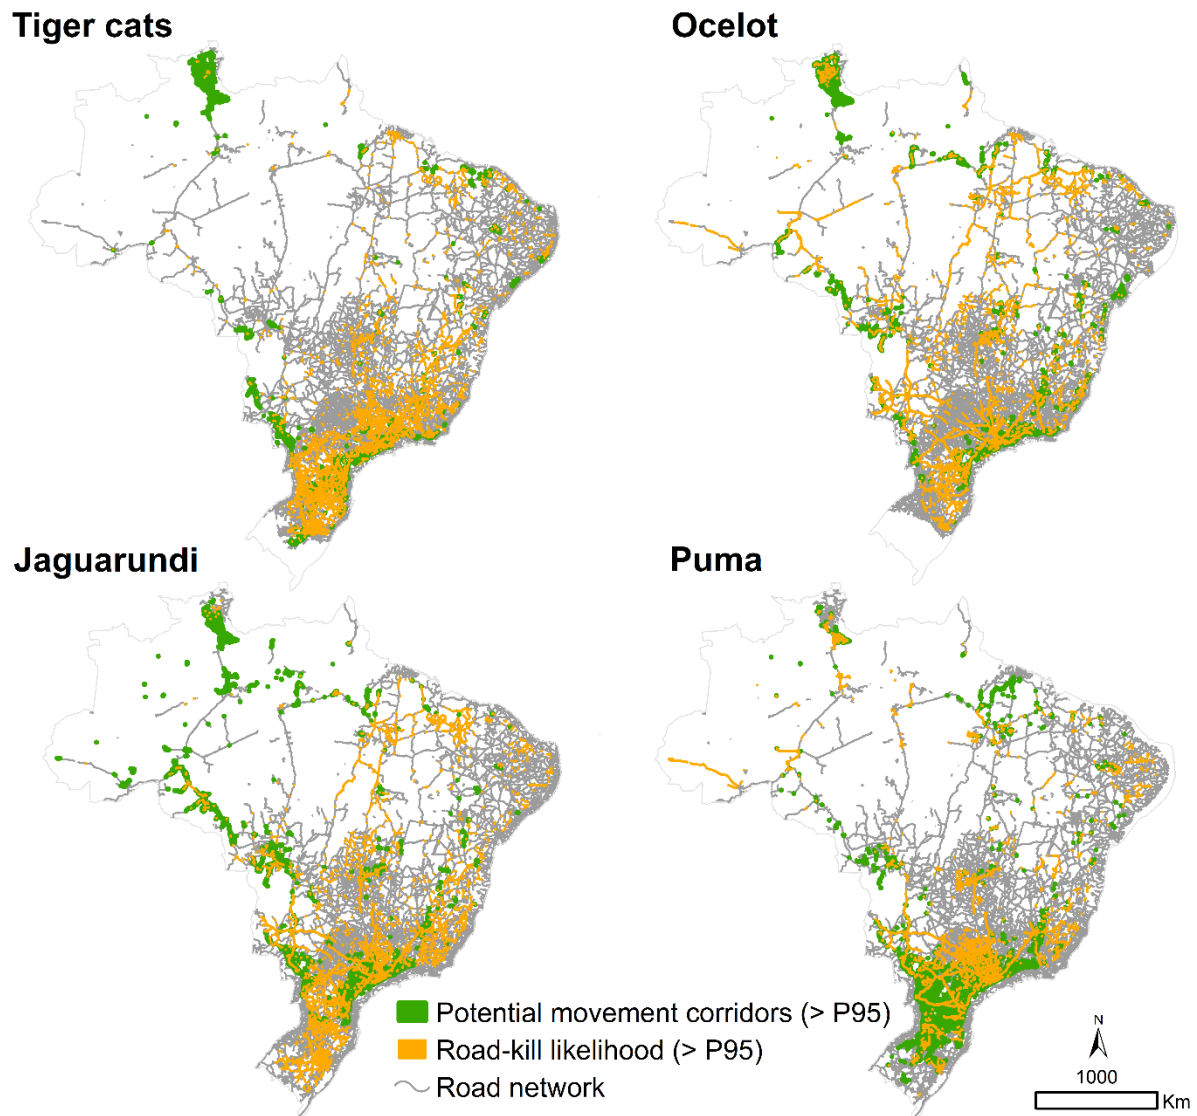 Tiger cats
Ocelot
Jaguarundi
Puma
Potential movement corridors (> P95)
Road-kill likelihood (> P95)
Road network
N
1000
Km